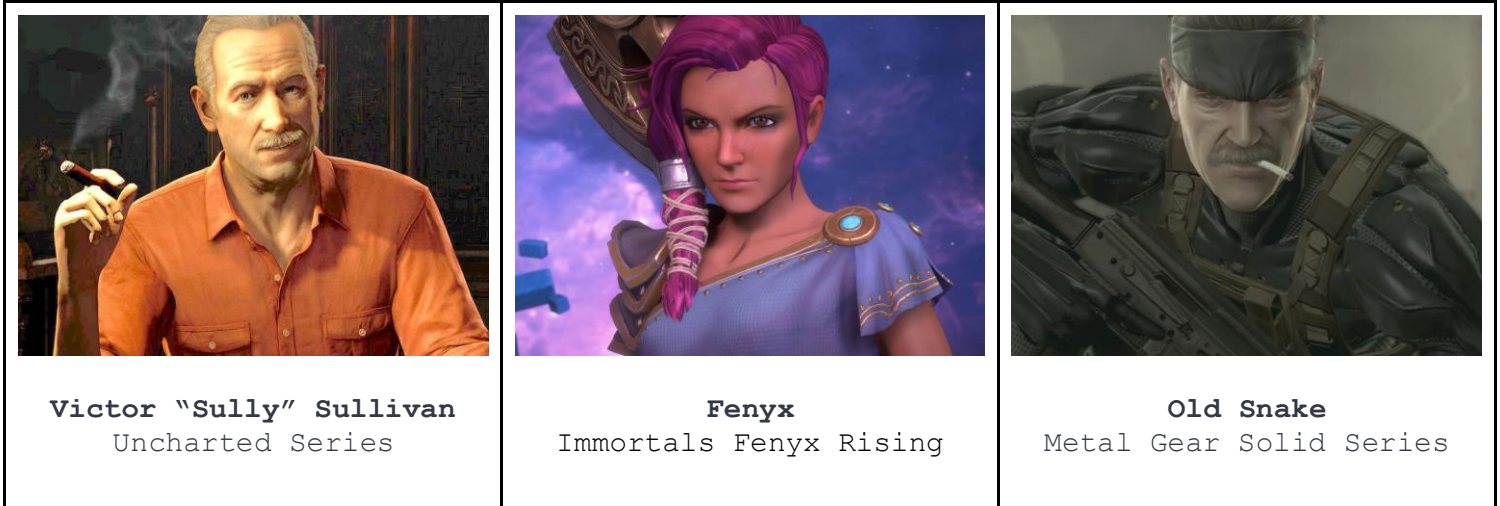 Victor “Sully” Sullivan
Uncharted Series
Fenyx
Immortals Fenyx Rising
Old Snake
Metal Gear Solid Series